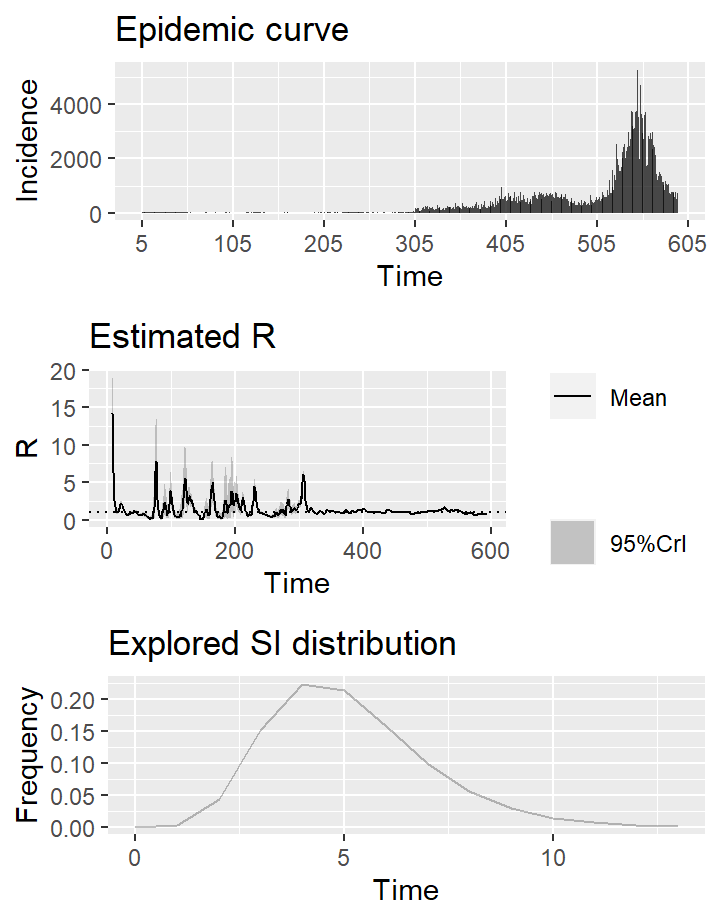 Epidemic curve
Incidence
4000
2000
0
5 105 205 305 405 505 605
Time
Estimated R
R
20
15
10
5
0
0 200 400 600
Time
Mean
95%CrI
Explored SI distribution
Frequency
0.20
0.15
0.10
0.05
0.00
0 5 10
Time